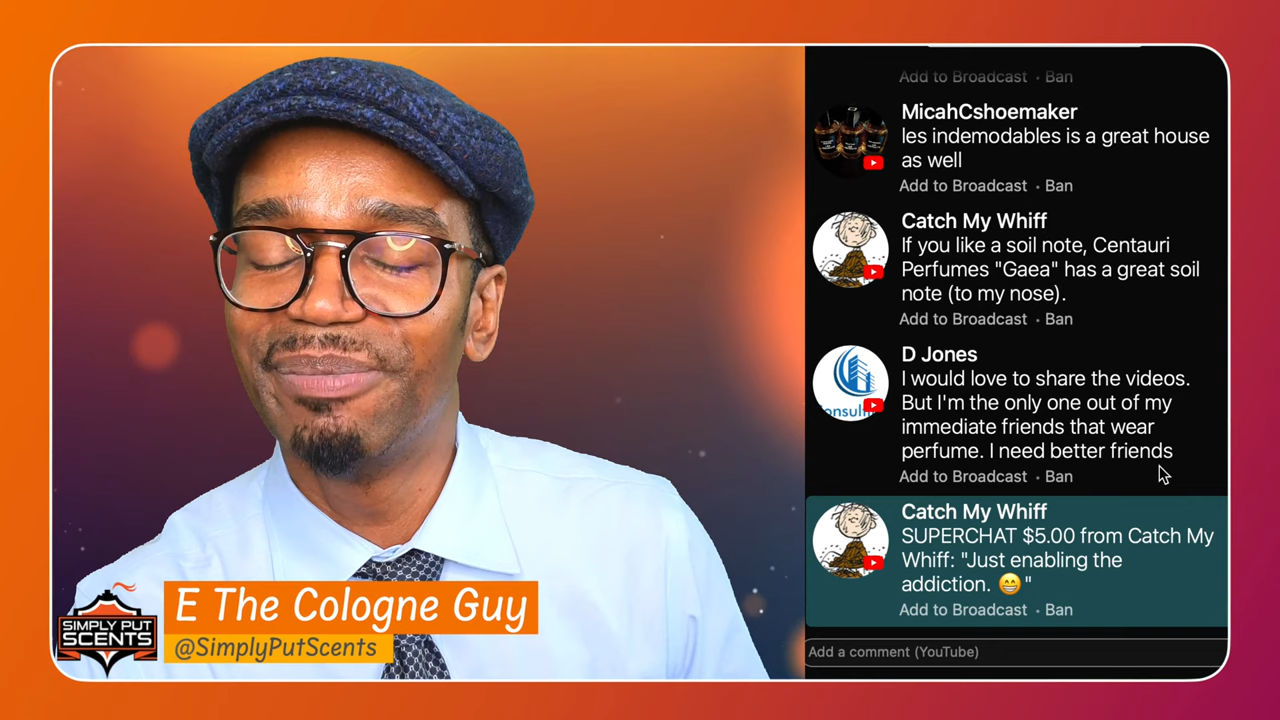 Add to Broadcast · Ban
MicahCshoemaker
les indemodables is a great house
as well
Add to Broadcast · Ban
Catch My Whiff
If you like a soil note, Centauri
Perfumes "Gaea" has a great soil
note (to my nose).
Add to Broadcast · Ban
D Jones
I would love to share the videos.
But I'm the only one out of my
immediate friends that wear
perfume. I need better friends
Add to Broadcast · Ban
Catch My Whiff
SUPERCHAT $5.00 from Catch My
Whiff: "Just enabling the
addiction. 😁"
Add to Broadcast · Ban
Add a comment (YouTube)
SIMPLY PUT
SCENTS
E The Cologne Guy
@SimplyPutScents